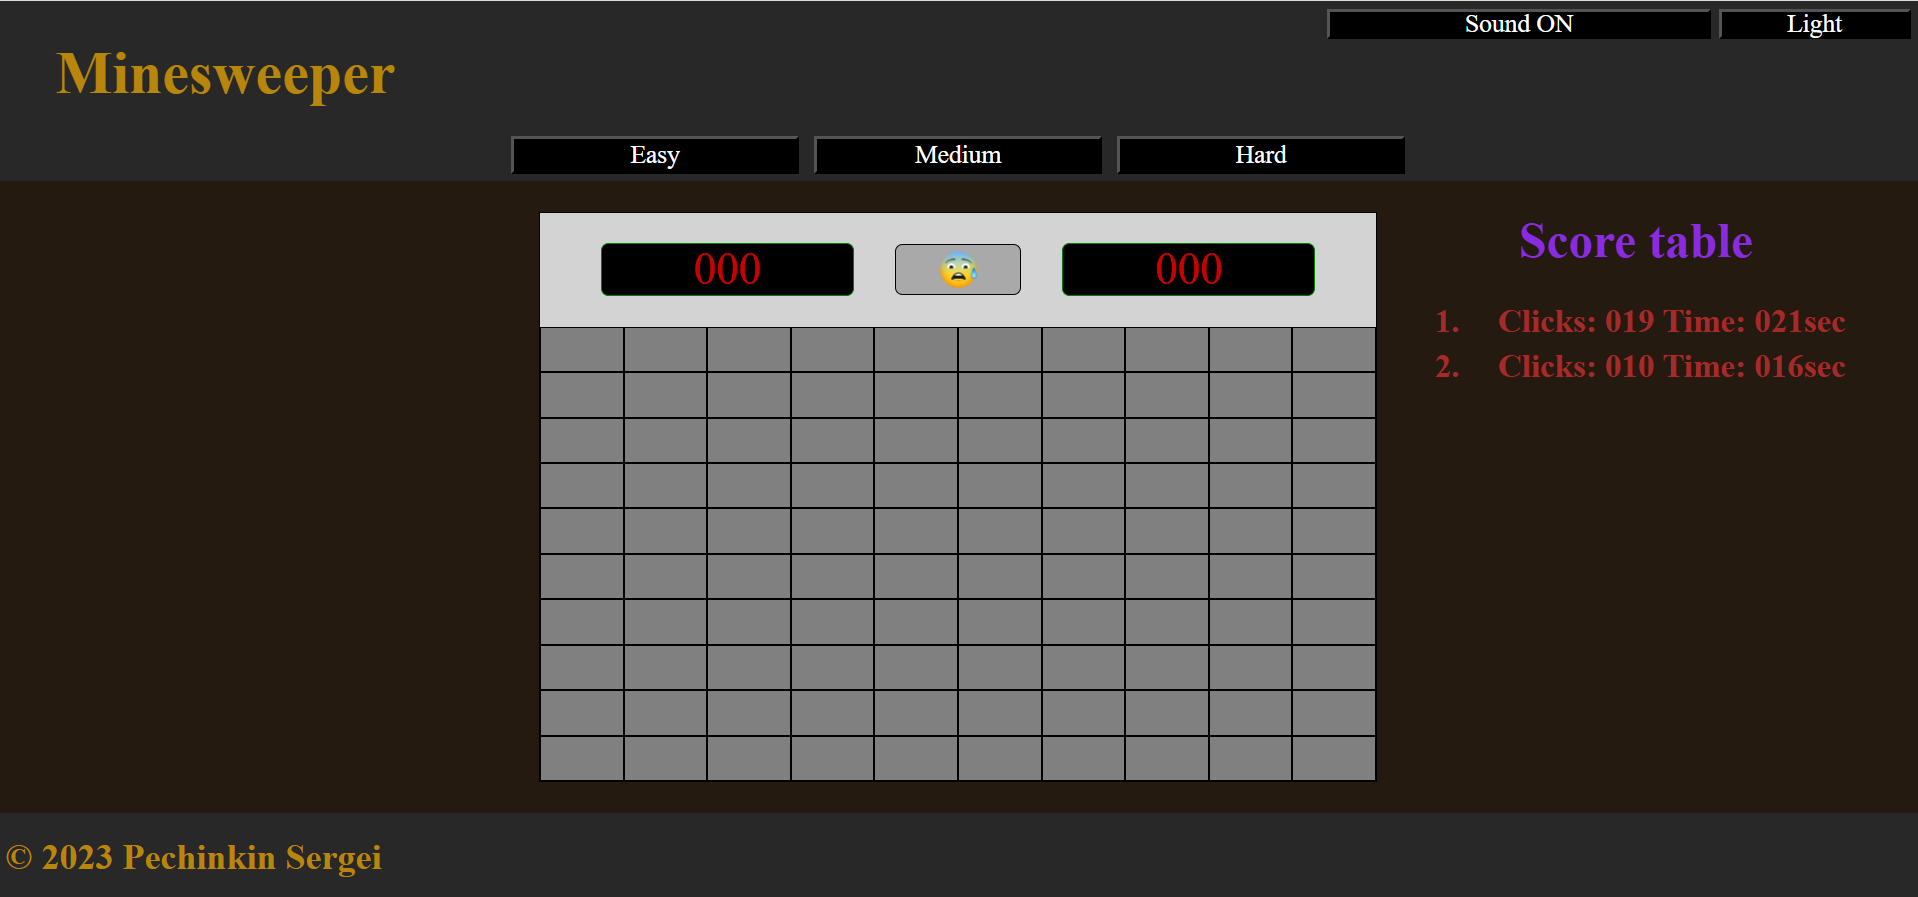 Sound ON
Light
Minesweeper
Easy
Medium
Hard
000
000
Score table
1. Clicks: 019 Time: 021sec
2. Clicks: 010 Time: 016sec
© 2023 Pechinkin Sergei